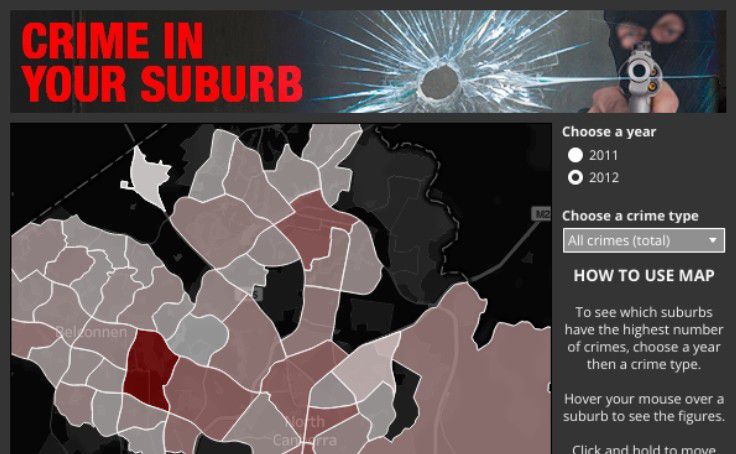 CRIME IN
YOUR SUBURB
Choose a year
2011
2012
M2
Choose a crime type
All crimes (total)
HOW TO USE MAP
To see which suburbs
have the highest number
of crimes, choose a year
then a crime type.
Hover your mouse over a
suburb to see the figures.
Click and hold to move
Belconnen
North
Canberra